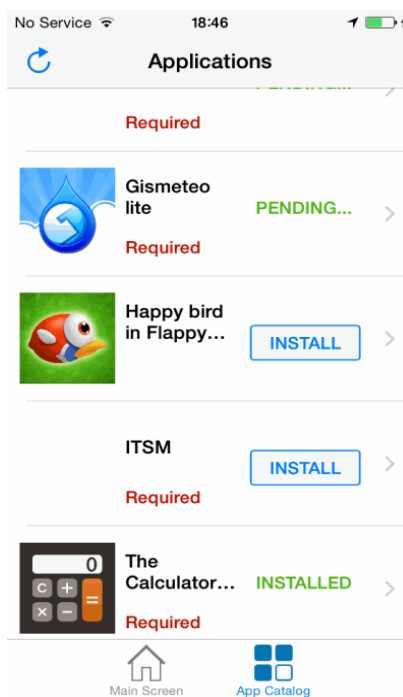 No Service 18:46
Applications
PENDING...
Required
Gismeteo
lite
PENDING...
Required
Happy bird
in Flappy...
INSTALL
ITSM
INSTALL
Required
0
The
Calculator...
INSTALLED
C + = × −
Required
Main Screen
App Catalog